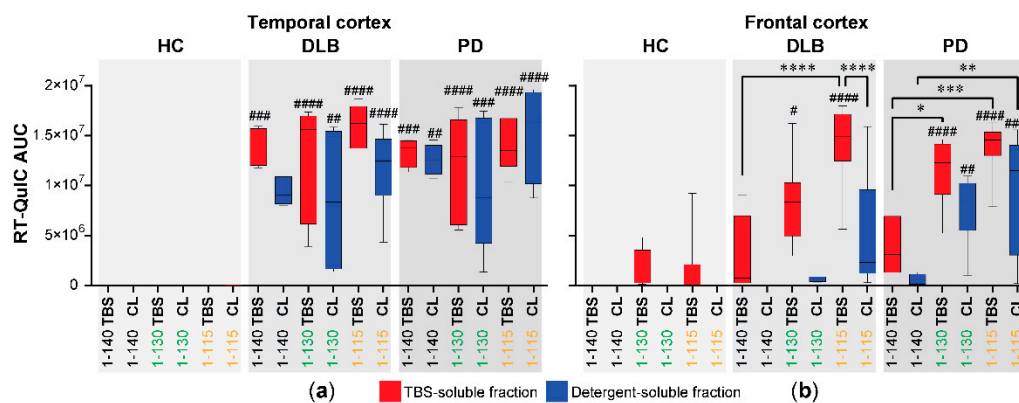 Temporal cortex
Frontal cortex
HC DLB PD HC DLB PD
RT-QuIC AUC
2×10⁷
1.5×10⁷
1×10⁷
5×10⁶
0
### #### ## #### #### ### ## #### ### #### ####
# #### **** **** #### ## #### ## * *** **
1-140 TBS
1-140 CL
1-130 TBS
1-130 CL
1-115 TBS
1-115 CL
1-140 TBS
1-140 CL
1-130 TBS
1-130 CL
1-115 TBS
1-115 CL
1-140 TBS
1-140 CL
1-130 TBS
1-130 CL
1-115 TBS
1-115 CL
1-140 TBS
1-140 CL
1-130 TBS
1-130 CL
1-115 TBS
1-115 CL
1-140 TBS
1-140 CL
1-130 TBS
1-130 CL
1-115 TBS
1-115 CL
1-140 TBS
1-140 CL
1-130 TBS
1-130 CL
1-115 TBS
1-115 CL
(a) TBS-soluble fraction Detergent-soluble fraction (b)